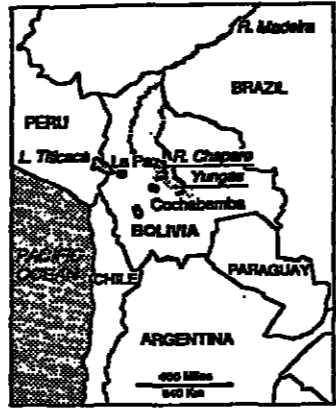 R. Madeira
BRAZIL
PERU
L. Titicaca
La Paz
R. Chapare
Yungas
Cochabamba
BOLIVIA
PACIFIC
OCEAN
CHILE
PARAGUAY
ARGENTINA
400 Miles
640 Km